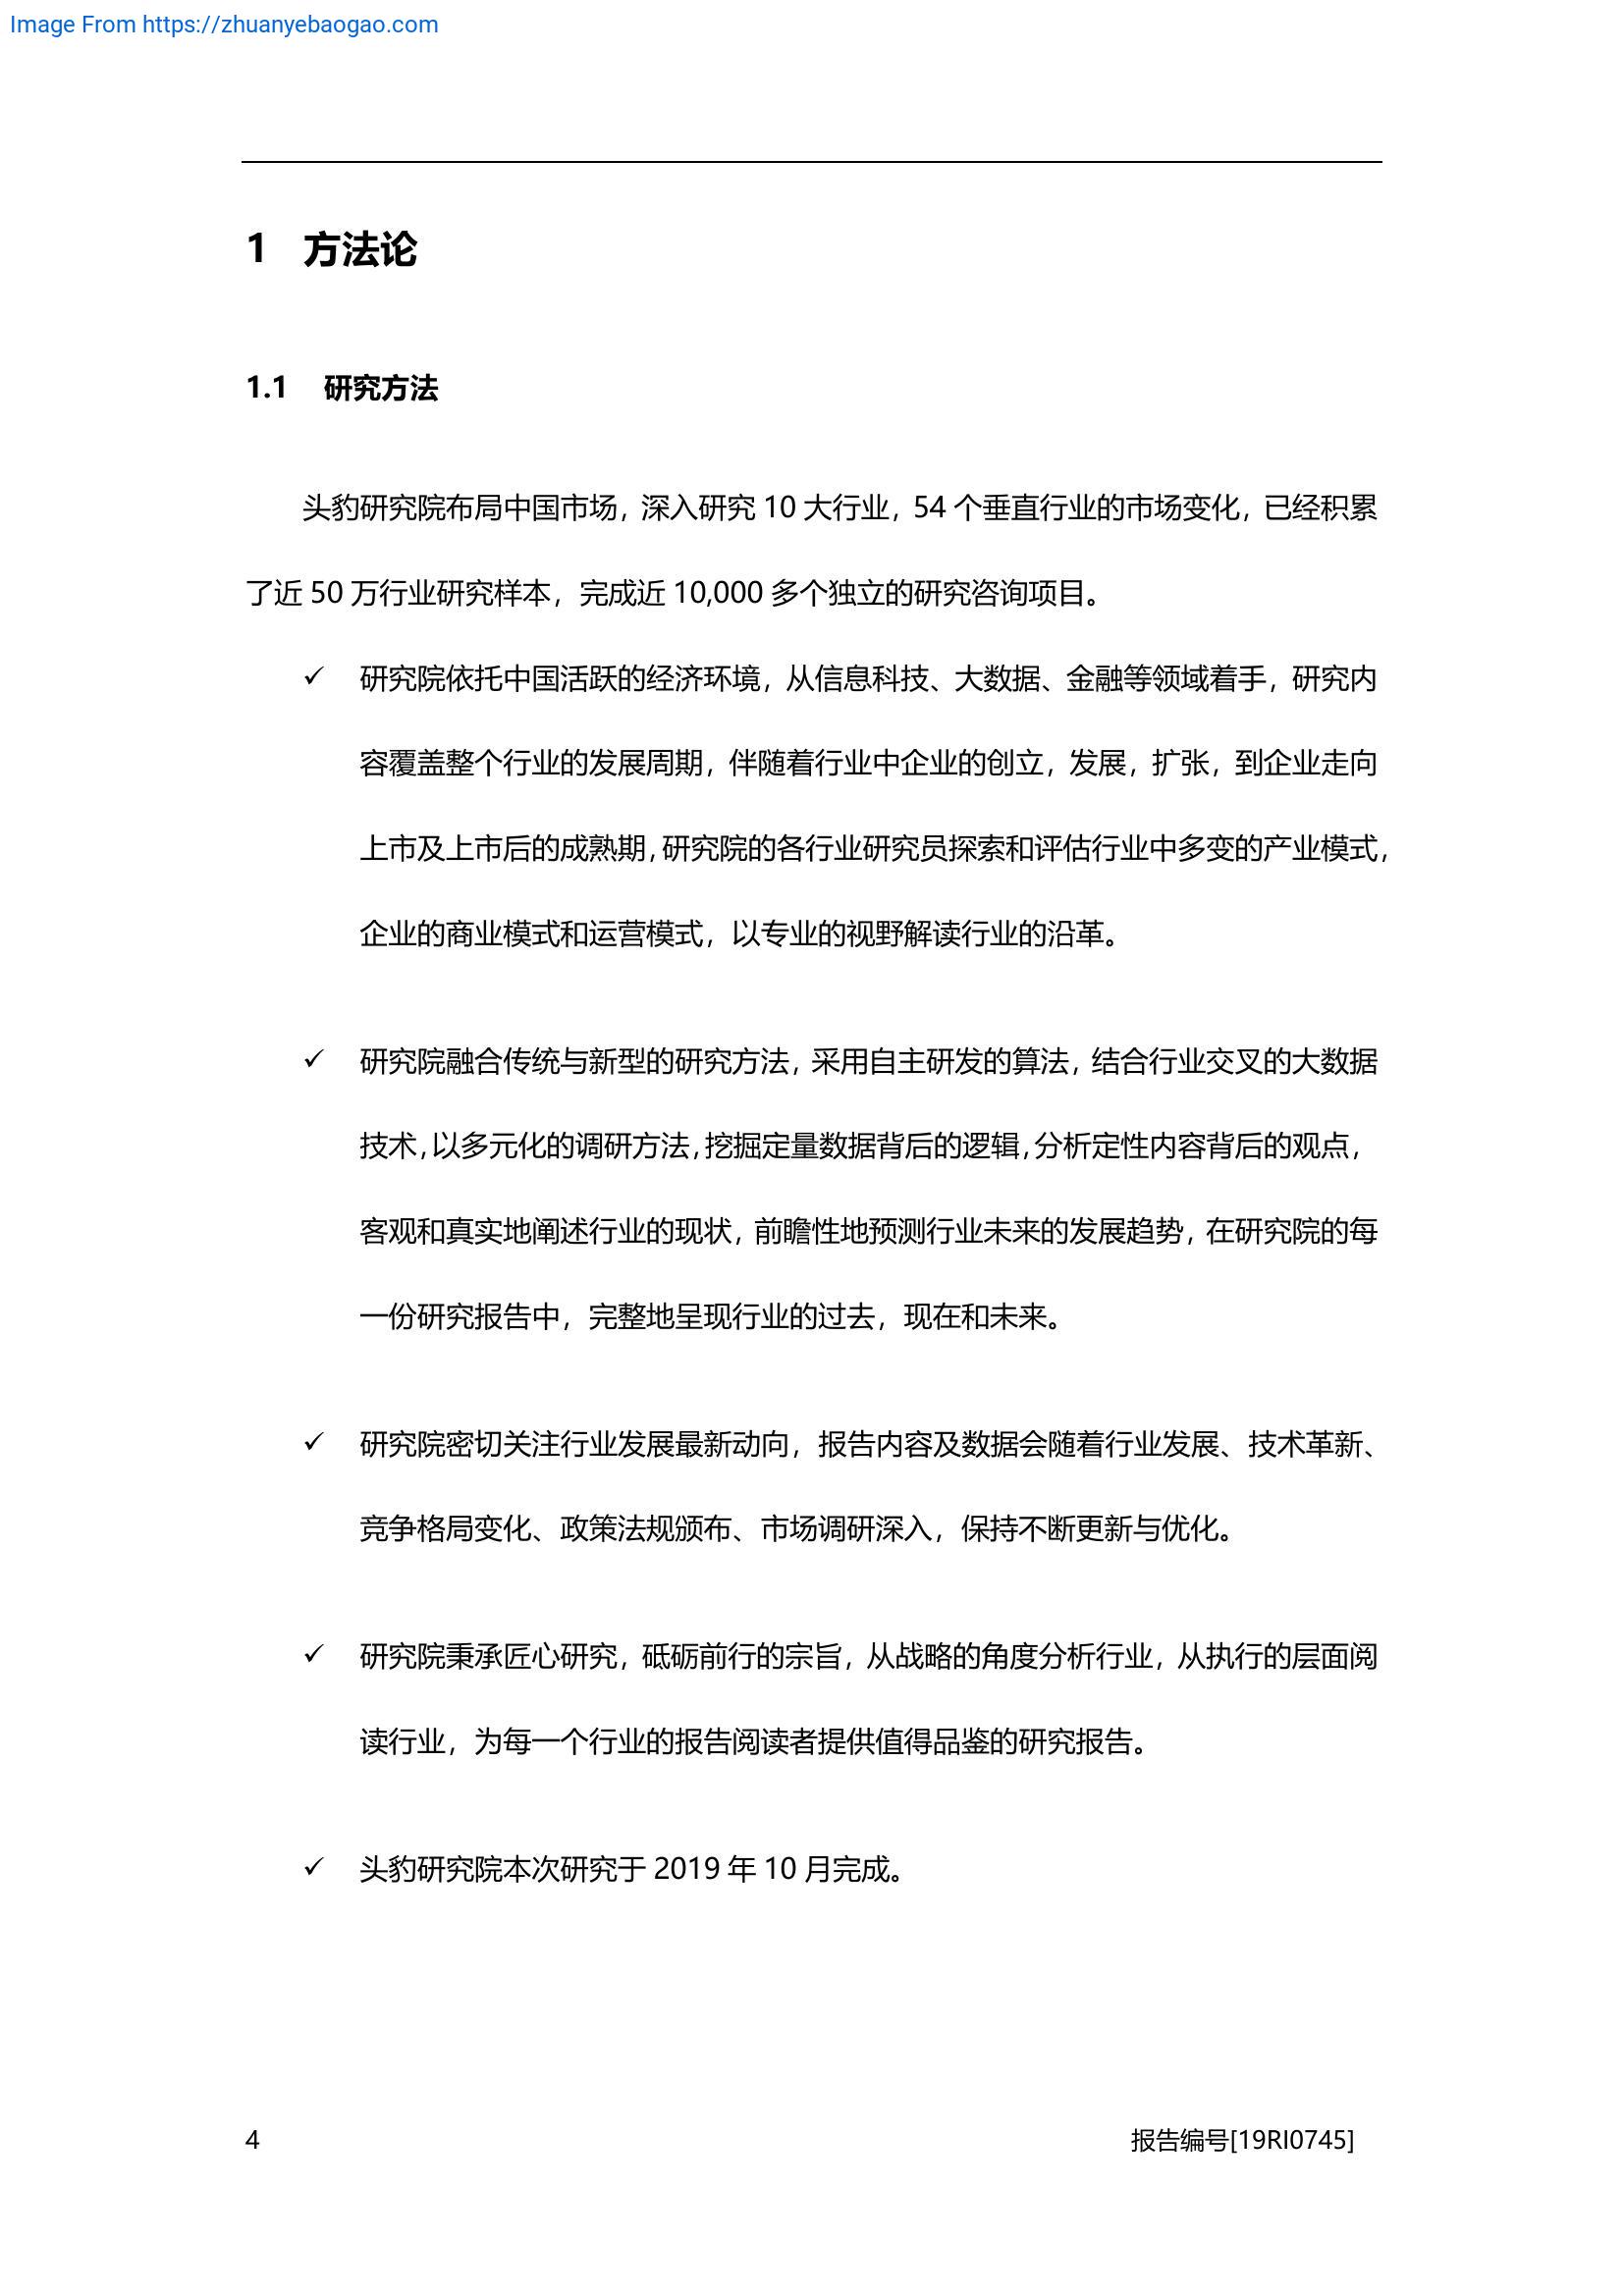 Image From https://zhuanyebaogao.com
1 方法论
1.1 研究方法
头豹研究院布局中国市场，深入研究 10 大行业，54 个垂直行业的市场变化，已经积累
了近 50 万行业研究样本，完成近 10,000 多个独立的研究咨询项目。
✓ 研究院依托中国活跃的经济环境，从信息科技、大数据、金融等领域着手，研究内
容覆盖整个行业的发展周期，伴随着行业中企业的创立，发展，扩张，到企业走向
上市及上市后的成熟期，研究院的各行业研究员探索和评估行业中多变的产业模式，
企业的商业模式和运营模式，以专业的视野解读行业的沿革。
✓ 研究院融合传统与新型的研究方法，采用自主研发的算法，结合行业交叉的大数据
技术，以多元化的调研方法，挖掘定量数据背后的逻辑，分析定性内容背后的观点，
客观和真实地阐述行业的现状，前瞻性地预测行业未来的发展趋势，在研究院的每
一份研究报告中，完整地呈现行业的过去，现在和未来。
✓ 研究院密切关注行业发展最新动向，报告内容及数据会随着行业发展、技术革新、
竞争格局变化、政策法规颁布、市场调研深入，保持不断更新与优化。
✓ 研究院秉承匠心研究，砥砺前行的宗旨，从战略的角度分析行业，从执行的层面阅
读行业，为每一个行业的报告阅读者提供值得品鉴的研究报告。
✓ 头豹研究院本次研究于 2019 年 10 月完成。
4 报告编号[19RI0745]